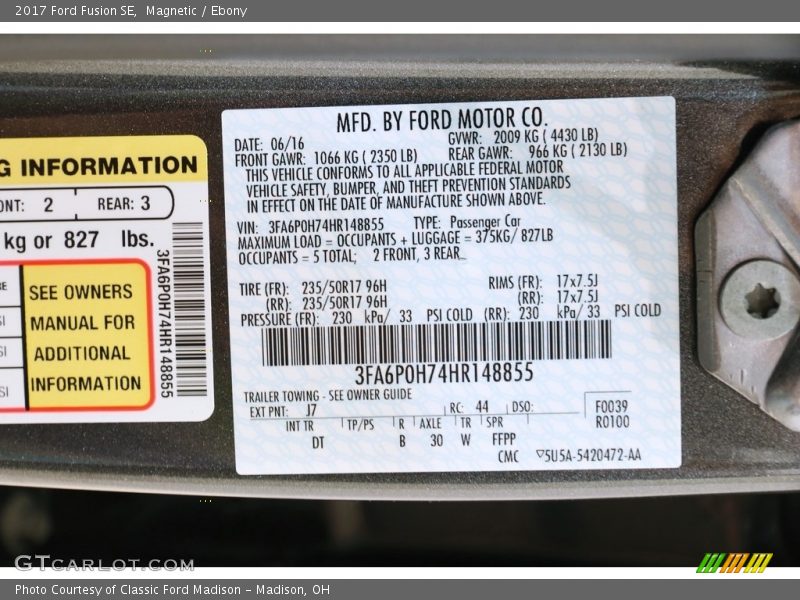 2017 Ford Fusion SE, Magnetic / Ebony
G INFORMATION
ONT: 2 REAR: 3
kg or 827 lbs.
SEE OWNERS
MANUAL FOR
ADDITIONAL
INFORMATION
3FA6P0H74HR148855
MFD. BY FORD MOTOR CO.
DATE: 06/16 GVWR: 2009 KG ( 4430 LB)
FRONT GAWR: 1066 KG ( 2350 LB) REAR GAWR: 966 KG ( 2130 LB)
THIS VEHICLE CONFORMS TO ALL APPLICABLE FEDERAL MOTOR
VEHICLE SAFETY, BUMPER, AND THEFT PREVENTION STANDARDS
IN EFFECT ON THE DATE OF MANUFACTURE SHOWN ABOVE.
VIN: 3FA6P0H74HR148855 TYPE: Passenger Car
MAXIMUM LOAD = OCCUPANTS + LUGGAGE = 375KG/ 827LB
OCCUPANTS = 5 TOTAL; 2 FRONT, 3 REAR
TIRE (FR): 235/50R17 96H RIMS (FR): 17x7.5J
(RR): 235/50R17 96H (RR): 17x7.5J
PRESSURE (FR): 230 kPa/ 33 PSI COLD (RR): 230 kPa/ 33 PSI COLD
3FA6P0H74HR148855
TRAILER TOWING - SEE OWNER GUIDE
EXT PNT: J7 RC: 44 DSO: F0039
INT TR TP/PS R AXLE TR SPR R0100
DT B 30 W FFPP
CMC ▽5U5A-5420472-AA
GTCarLot.com
Photo Courtesy of Classic Ford Madison - Madison, OH